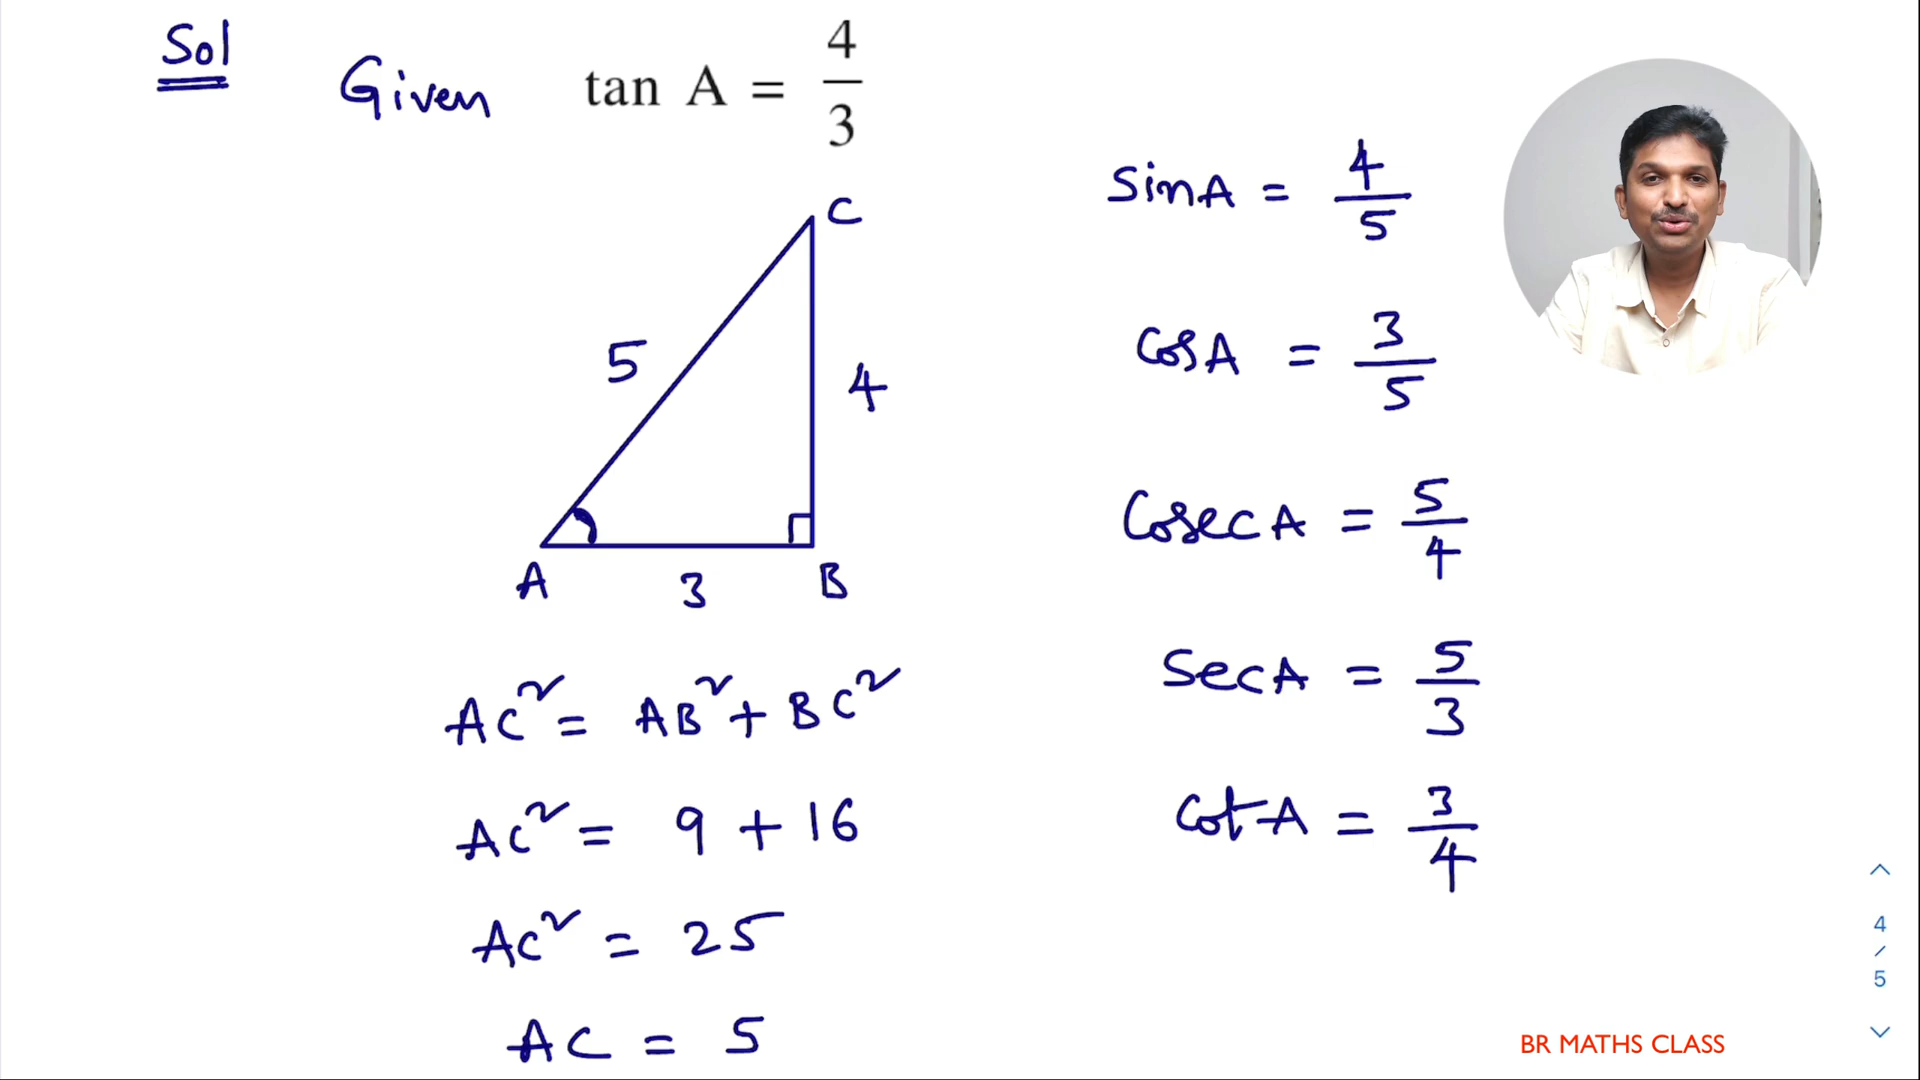 Sol
Given tan A = 4/3
C
5
4
A 3 B
AC² = AB² + BC²
AC² = 9 + 16
AC² = 25
AC = 5
sinA = 4/5
cosA = 3/5
CosecA = 5/4
SecA = 5/3
CotA = 3/4
4
/
5
BR MATHS CLASS